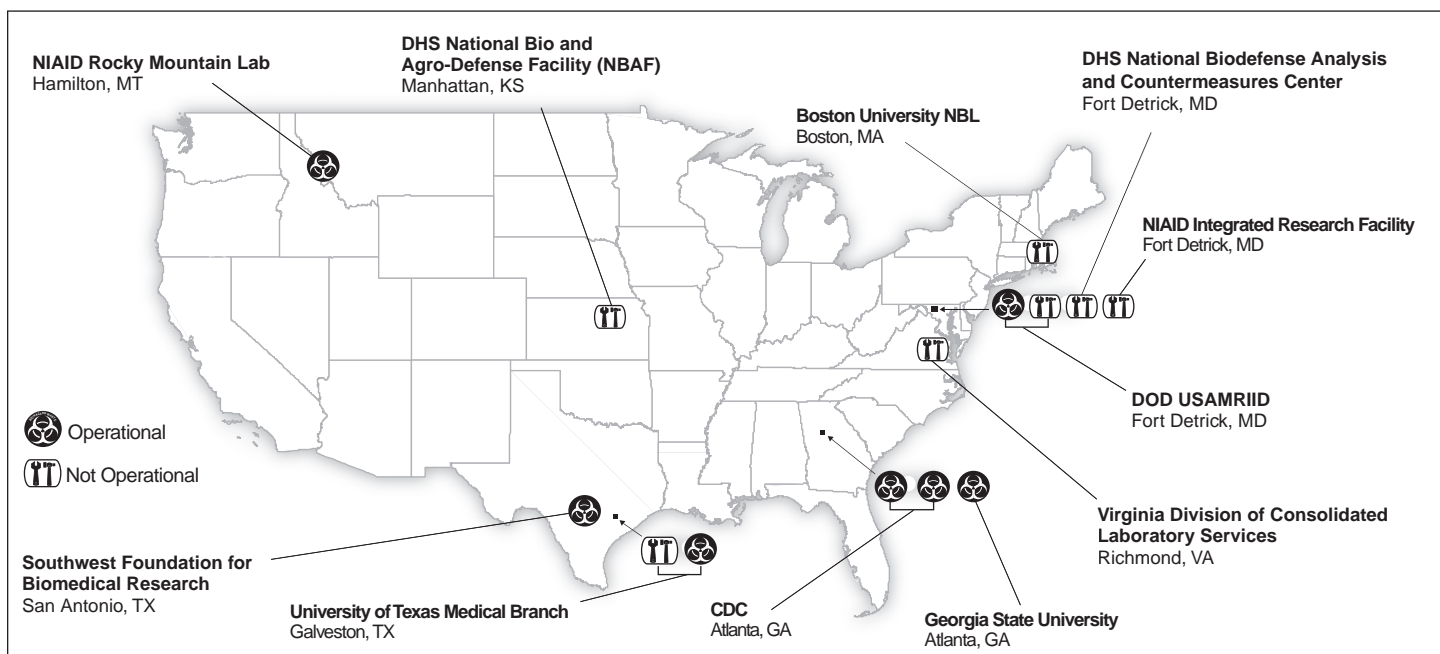 NIAID Rocky Mountain Lab
Hamilton, MT
DHS National Bio and
Agro-Defense Facility (NBAF)
Manhattan, KS
DHS National Biodefense Analysis
and Countermeasures Center
Fort Detrick, MD
Boston University NBL
Boston, MA
NIAID Integrated Research Facility
Fort Detrick, MD
DOD USAMRIID
Fort Detrick, MD
Operational
Not Operational
Virginia Division of Consolidated
Laboratory Services
Richmond, VA
Southwest Foundation for
Biomedical Research
San Antonio, TX
University of Texas Medical Branch
Galveston, TX
CDC
Atlanta, GA
Georgia State University
Atlanta, GA